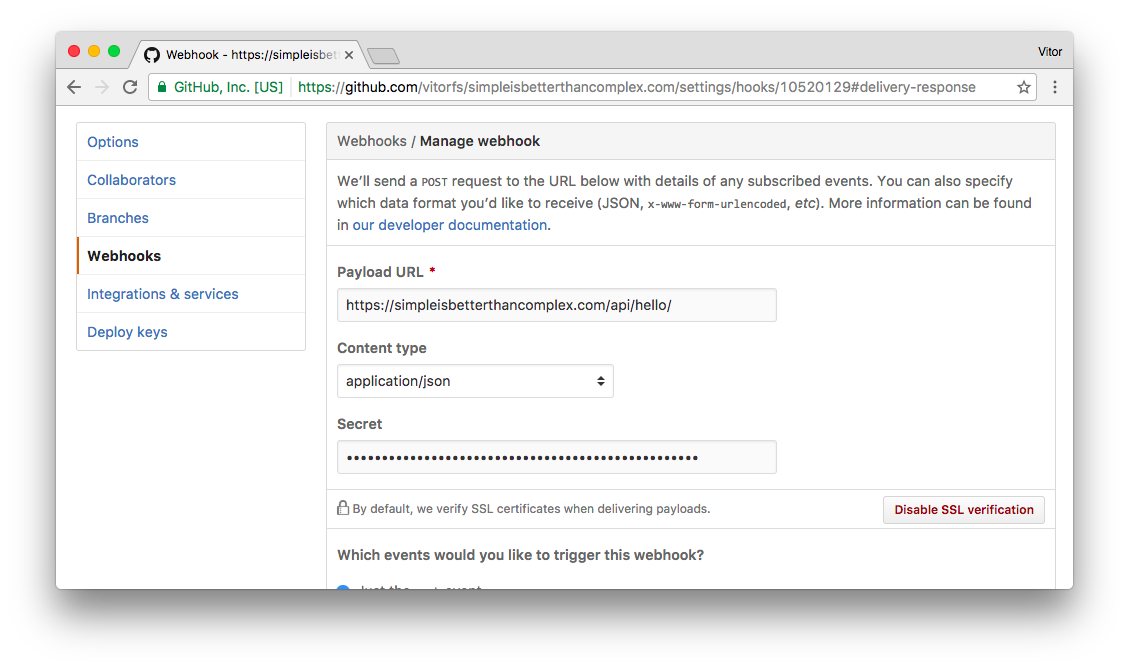 Webhook - https://simpleisbet
Vitor
GitHub, Inc. [US] https://github.com/vitorfs/simpleisbetterthancomplex.com/settings/hooks/10520129#delivery-response
Options
Collaborators
Branches
Webhooks
Integrations & services
Deploy keys
Webhooks / Manage webhook
We’ll send a POST request to the URL below with details of any subscribed events. You can also specify
which data format you’d like to receive (JSON, x-www-form-urlencoded, etc). More information can be found
in our developer documentation.
Payload URL *
https://simpleisbetterthancomplex.com/api/hello/
Content type
application/json
Secret
••••••••••••••••••••••••••••••••••••••••••••••••••
By default, we verify SSL certificates when delivering payloads.
Disable SSL verification
Which events would you like to trigger this webhook?
Just the event